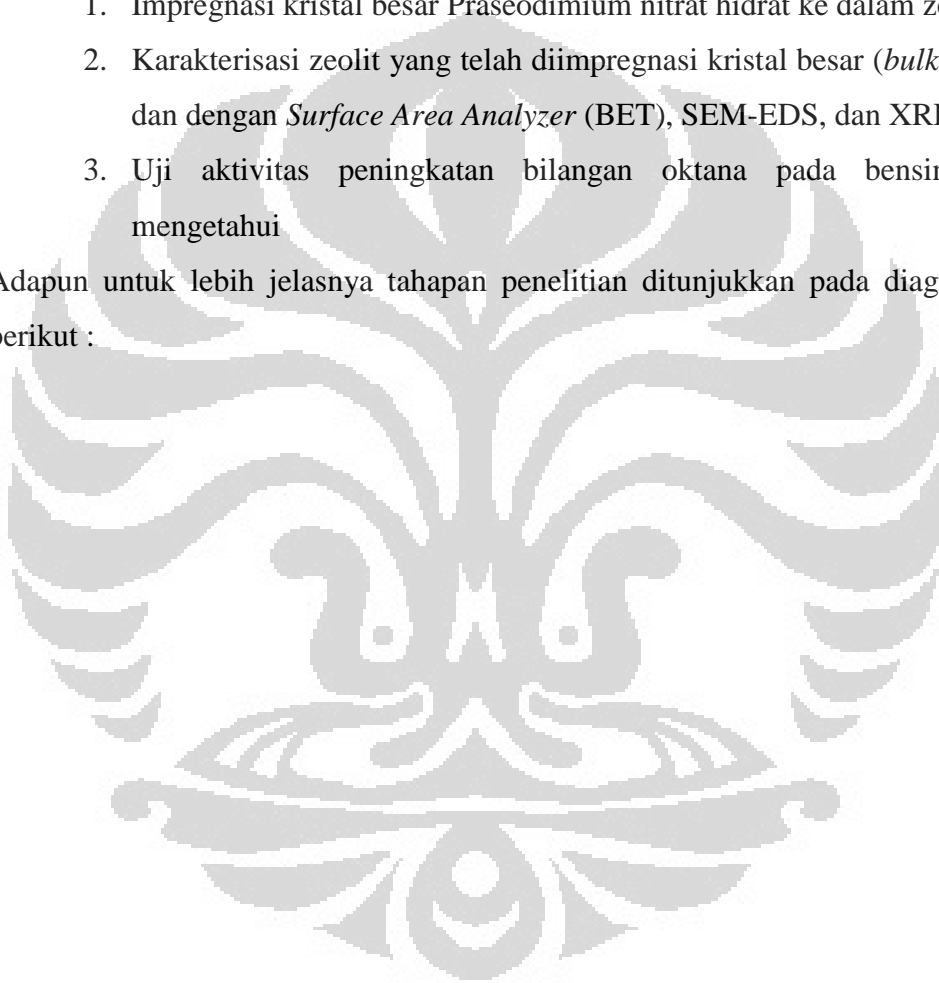 1. Impregnasi kristal besar Praseodimium nitrat hidrat ke dalam
2. Karakterisasi zeolit yang telah diimpregnasi kristal besar (bulk
dan dengan Surface Area Analyzer (BET), SEM-EDS, dan
3. Uji aktivitas peningkatan bilangan oktana pada
mengetahui
Adapun untuk lebih jelasnya tahapan penelitian ditunjukkan pada
berikut :